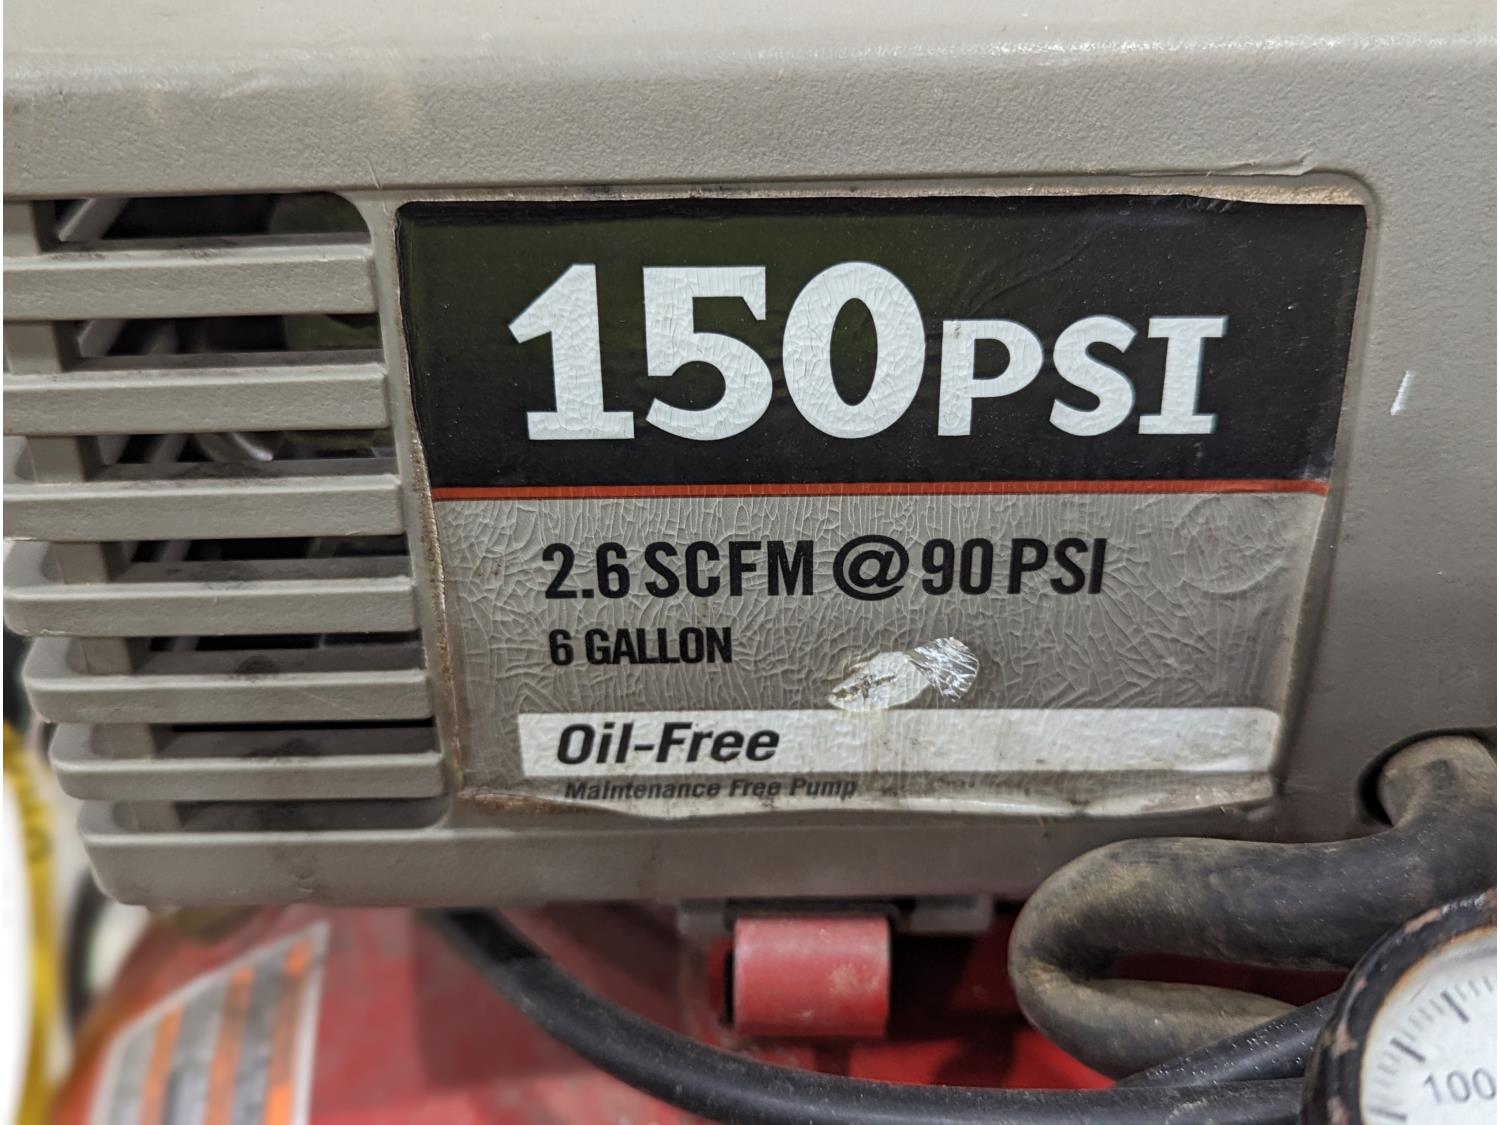 150PSI
2.6 SCFM @ 90 PSI
6 GALLON
Oil-Free
Maintenance Free Pump
100